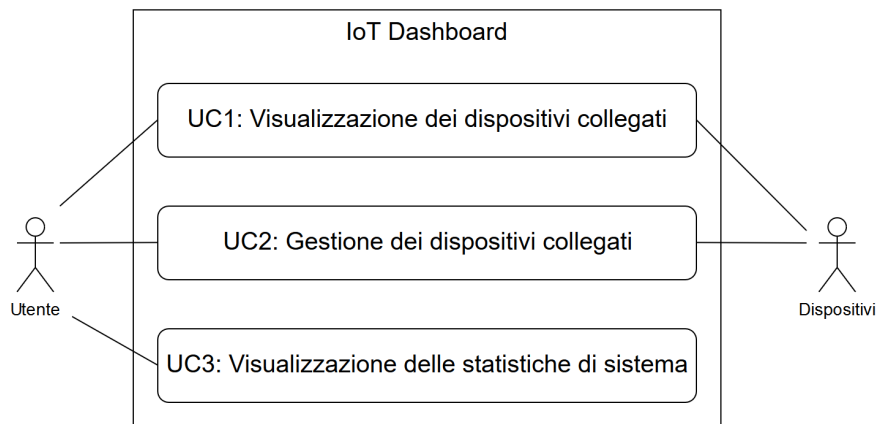 IoT Dashboard
UC1: Visualizzazione dei dispositivi collegati
UC2: Gestione dei dispositivi collegati
Utente
Dispositivi
UC3: Visualizzazione delle statistiche di sistema